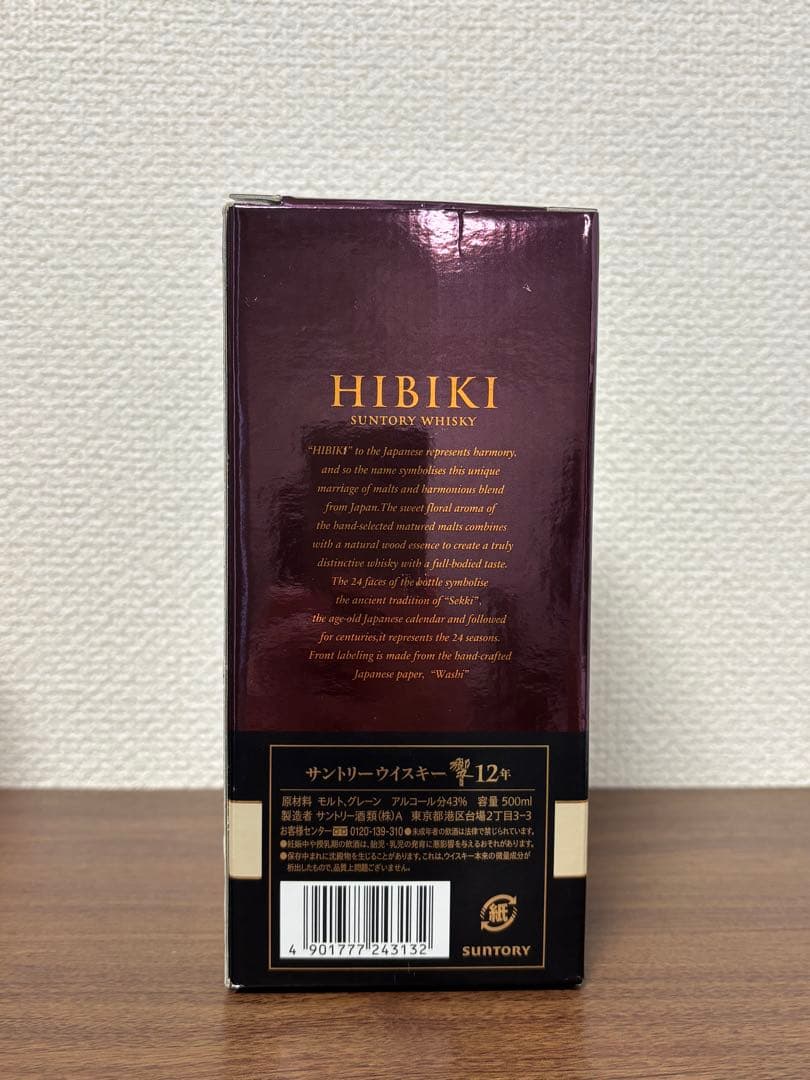 HIBIKI
SUNTORY WHISKY
“HIBIKI” to the Japanese represents harmony,
and so the name symbolises this unique
marriage of malts and harmonious blend
from Japan.The sweet floral aroma of
the hand-selected matured malts combines
with a natural wood essence to create a truly
distinctive whisky with a full-bodied taste.
The 24 faces of the bottle symbolise
the ancient tradition of “Sekki”,
the age-old Japanese calendar and followed
for centuries,it represents the 24 seasons.
Front labeling is made from the hand-crafted
Japanese paper, “Washi”
サントリーウイスキー 響 12年
原材料 モルト、グレーン アルコール分43% 容量 500ml
製造者 サントリー酒類(株)A 東京都港区台場2丁目3-3
お客様センター 0120-139-310 ●未成年者の飲酒は法律で禁じられています。
●妊娠中や授乳期の飲酒は、胎児・乳児の発育に悪影響を与えるおそれがあります。
●保存中まれに沈殿物を生じることがあります。これは、ウイスキー本来の微量成分が
析出したもので、品質上問題ございません。
4 901777 243132
紙
SUNTORY